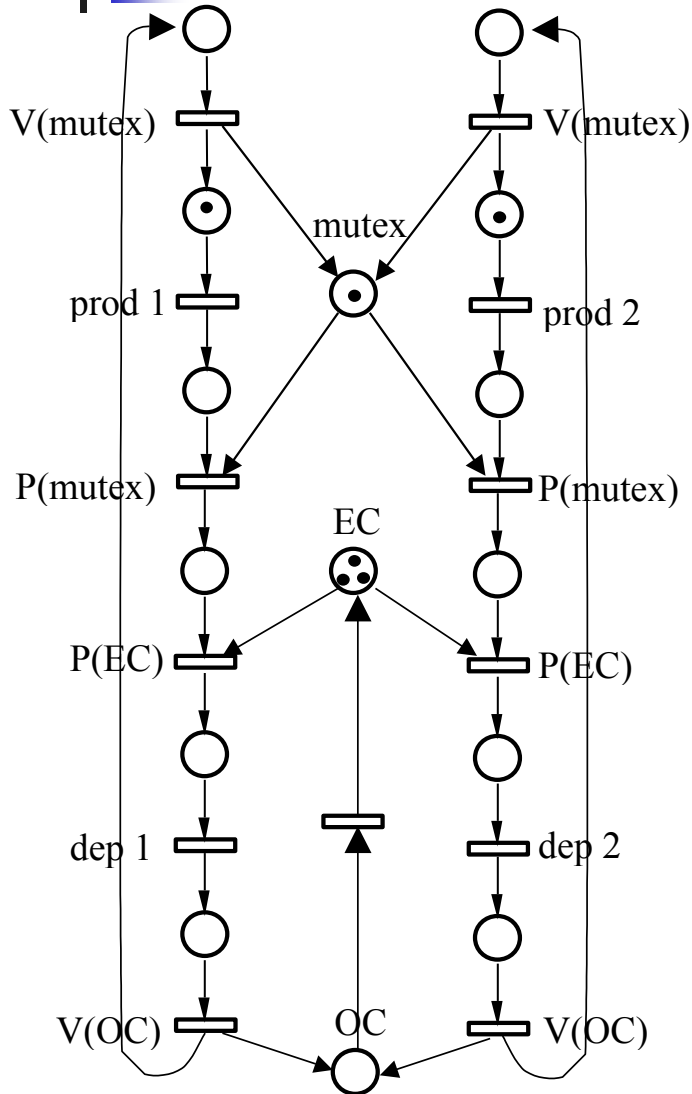 V(mutex)
V(mutex)
mutex
prod 1
prod 2
P(mutex)
P(mutex)
EC
P(EC)
P(EC)
dep 1
dep 2
V(OC)
OC
V(OC)